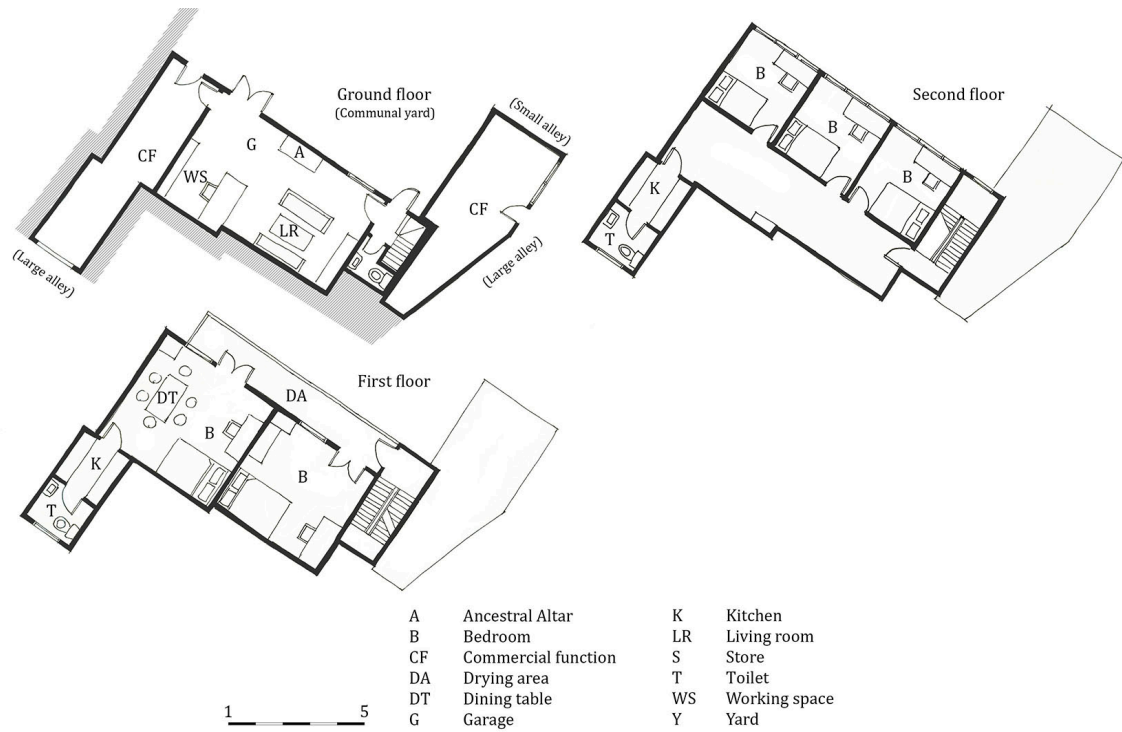 Ground floor
(Communal yard)
(Small alley)
Second floor
B
B
B
K
T
G
A
CF
WS
LR
CF
(Large alley)
(Large alley)
First floor
DT
DA
B
B
K
T
A Ancestral Altar
B Bedroom
CF Commercial function
DA Drying area
DT Dining table
G Garage
K Kitchen
LR Living room
S Store
T Toilet
WS Working space
Y Yard
1 5